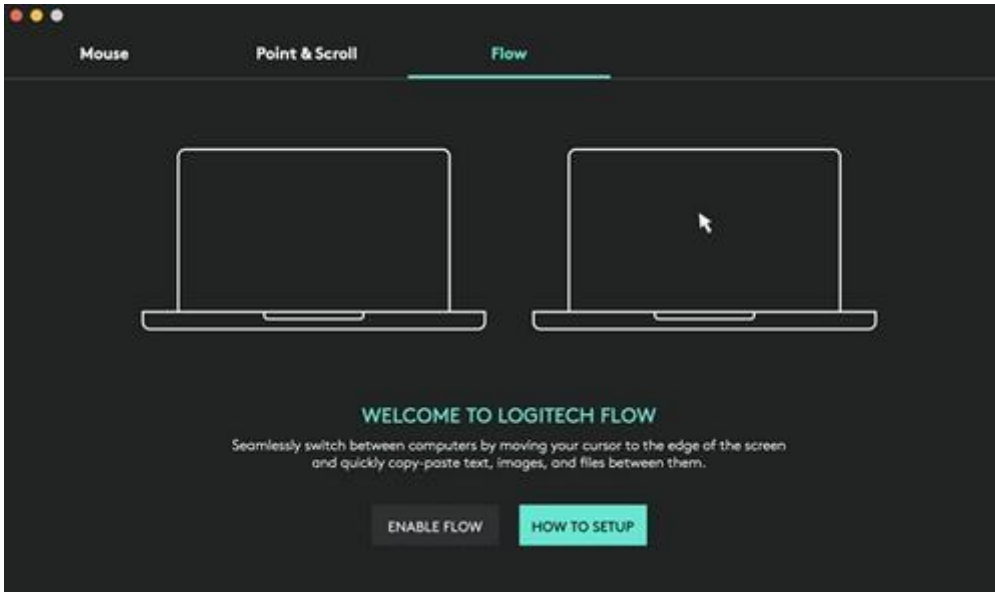 Mouse Point & Scroll Flow
WELCOME TO LOGITECH FLOW
Seamlessly switch between computers by moving your cursor to the edge of the screen
and quickly copy-paste text, images, and files between them.
ENABLE FLOW HOW TO SETUP